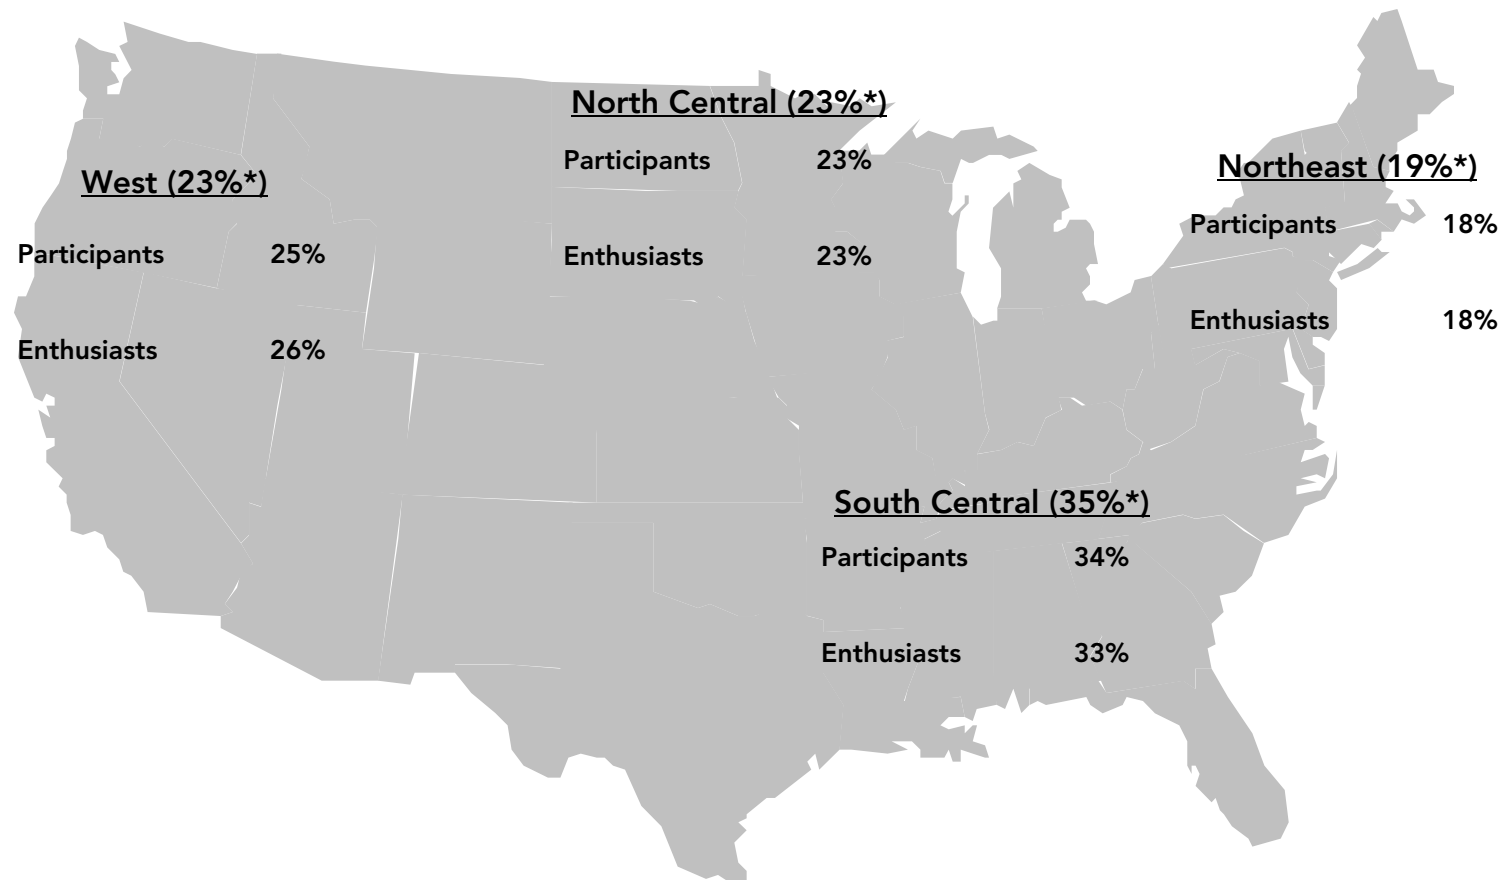 North Central (23%*)
Participants 23%
Enthusiasts 23%
West (23%*)
Participants 25%
Enthusiasts 26%
Northeast (19%*)
Participants 18%
Enthusiasts 18%
South Central (35%*)
Participants 34%
Enthusiasts 33%